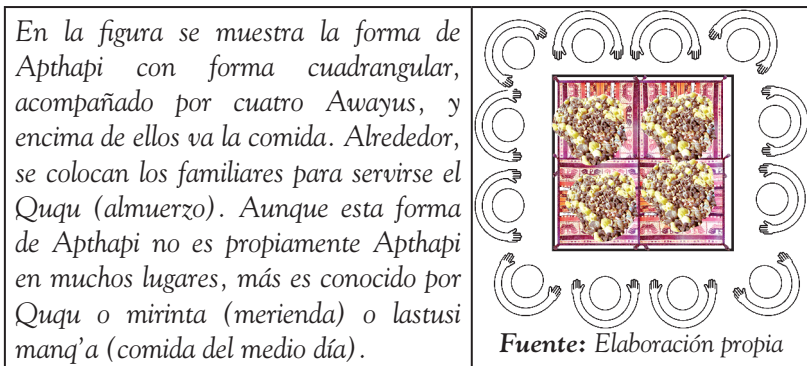 En la figura se muestra la forma de
Apthapi con forma cuadrangular,
acompañado por cuatro Awayus, y
encima de ellos va la comida. Alrededor,
se colocan los familiares para servirse el
Ququ (almuerzo). Aunque esta forma
de Apthapi no es propiamente Apthapi
en muchos lugares, más es conocido por
Ququ o mirinta (merienda) o lastusi
manq’a (comida del medio día).
Fuente: Elaboración propia